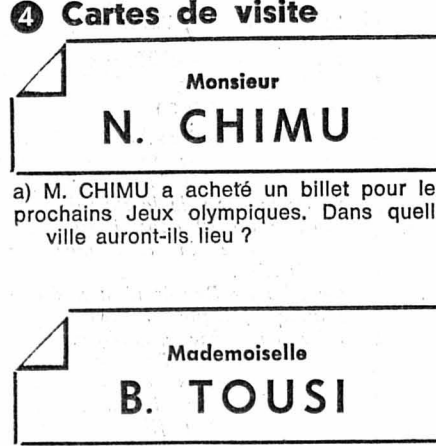 4 Cartes de visite
Monsieur
N. CHIMU
a) M. CHIMU a acheté un billet pour le
prochains Jeux olympiques. Dans quell
ville auront-ils lieu ?
Mademoiselle
B. TOUSI